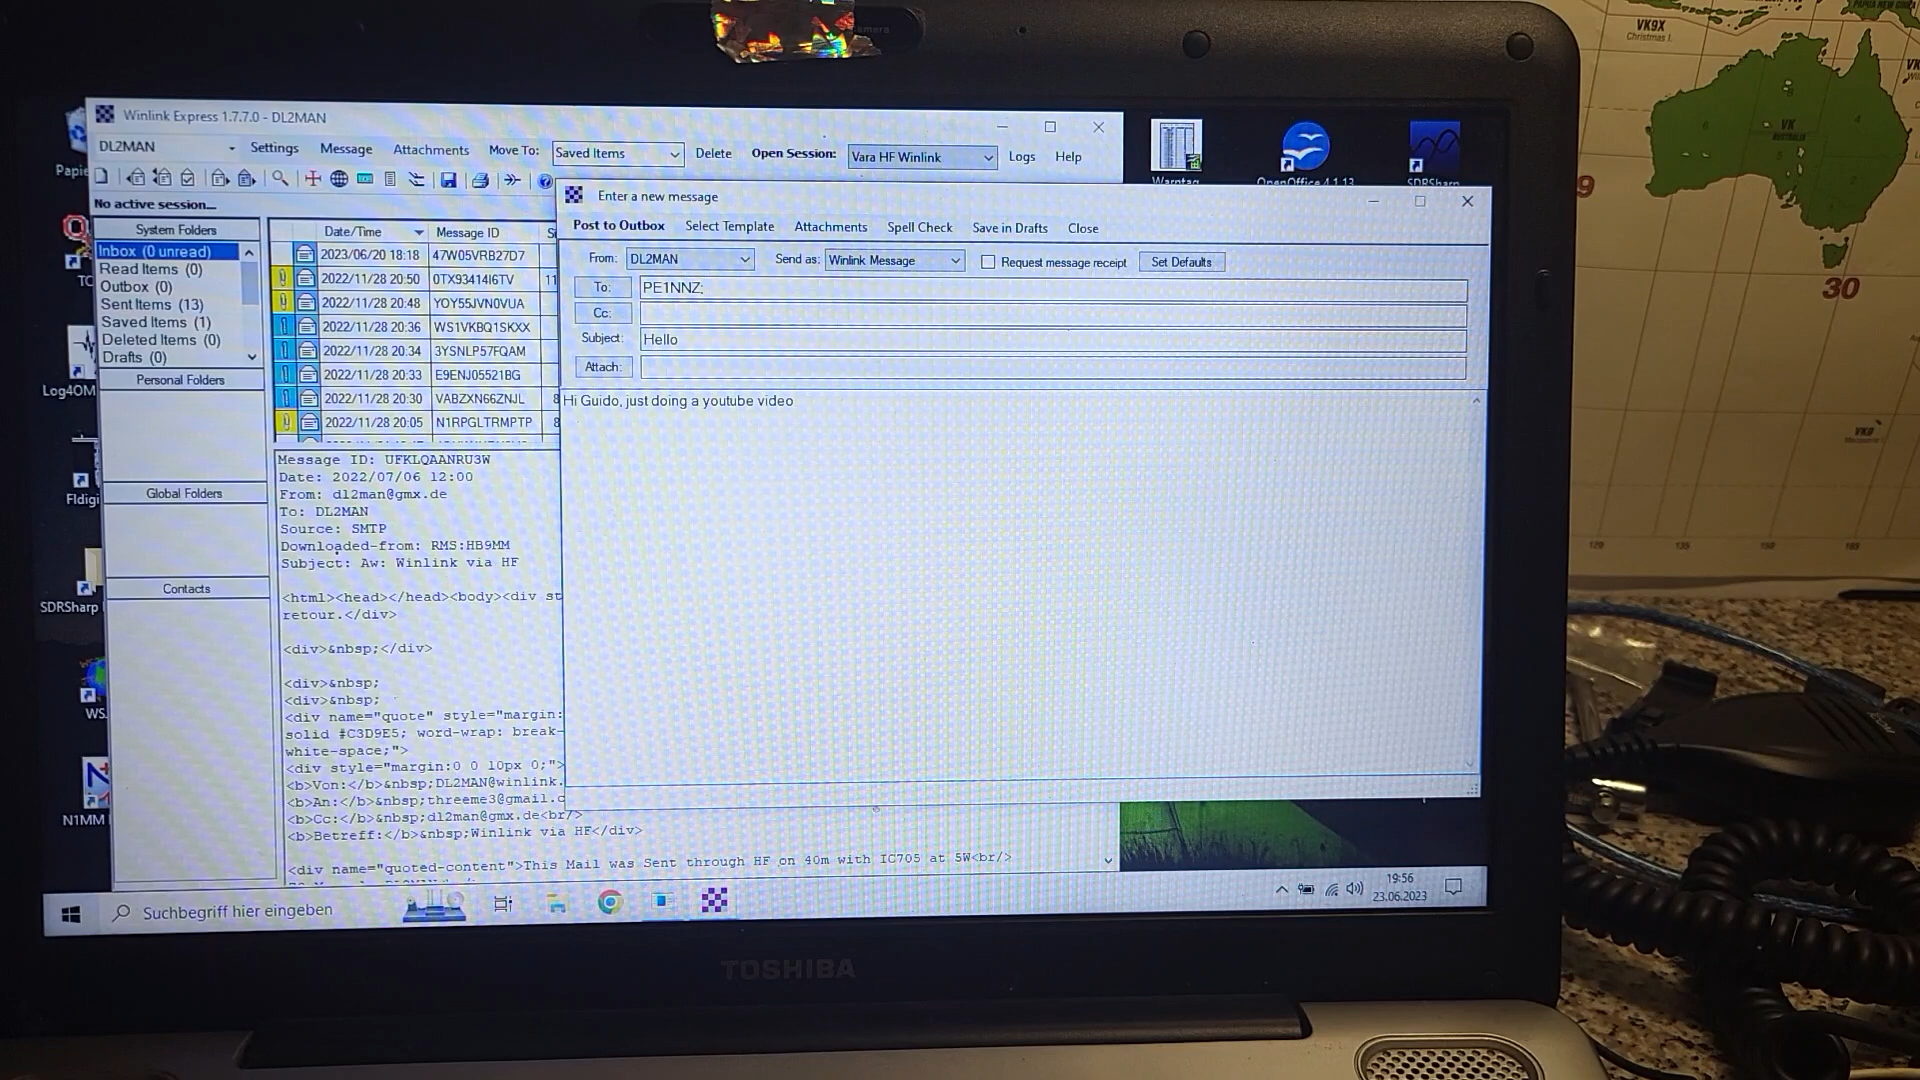 Winlink Express 1.7.7.0 - DL2MAN
DL2MAN Settings Message Attachments Move To: Saved Items Delete Open Session: Vara HF Winlink Logs Help
No active session...
System Folders
Inbox (0 unread)
Read Items (0)
Outbox (0)
Sent Items (13)
Saved Items (1)
Deleted Items (0)
Drafts (0)
Personal Folders
Global Folders
Contacts
Date/Time Message ID
2023/06/20 18:18 47W05VRB27D7
2022/11/28 20:50 0TX93414I6TV 11
2022/11/28 20:48 YOY55JVN0VUA
2022/11/28 20:36 WS1VKBQ1SKXX
2022/11/28 20:34 3YSNLP57FQAM
2022/11/28 20:33 E9ENJ05521BG
2022/11/28 20:30 VABZXN66ZNJL 8
2022/11/28 20:05 N1RPGLTRMPTP 8
Message ID: UFKLQAANRU3W
Date: 2022/07/06 12:00
From: dl2man@gmx.de
To: DL2MAN
Source: SMTP
Downloaded-from: RMS:HB9MM
Subject: Aw: Winlink via HF
<html><head></head><body><div st
retour.</div>
<div>&nbsp;</div>
<div>&nbsp;
<div>&nbsp;
<div name="quote" style="margin:
solid #C3D9E5; word-wrap: break-
white-space;">
<div style="margin:0 0 10px 0;">
<b>Von:</b>&nbsp;DL2MAN@winlink.
<b>An:</b>&nbsp;threeme3@gmail.c
<b>Cc:</b>&nbsp;dl2man@gmx.de<br/>
<b>Betreff:</b>&nbsp;Winlink via HF</div>
<div name="quoted-content">This Mail was Sent through HF on 40m with IC705 at 5W<br/>
Enter a new message
Post to Outbox Select Template Attachments Spell Check Save in Drafts Close
From: DL2MAN Send as: Winlink Message Request message receipt Set Defaults
To: PE1NNZ;
Cc:
Subject: Hello
Attach:
Hi Guido, just doing a youtube video
Papie
Log4OM
Fldigi
SDRSharp
WS
N1MM
OpenOffice 4.1.13
SDRSharp
Suchbegriff hier eingeben
19:56
23.06.2023
TOSHIBA
VK9X
Christmas I.
VK
AUSTRALIA
30
VK0
120 135 150 165